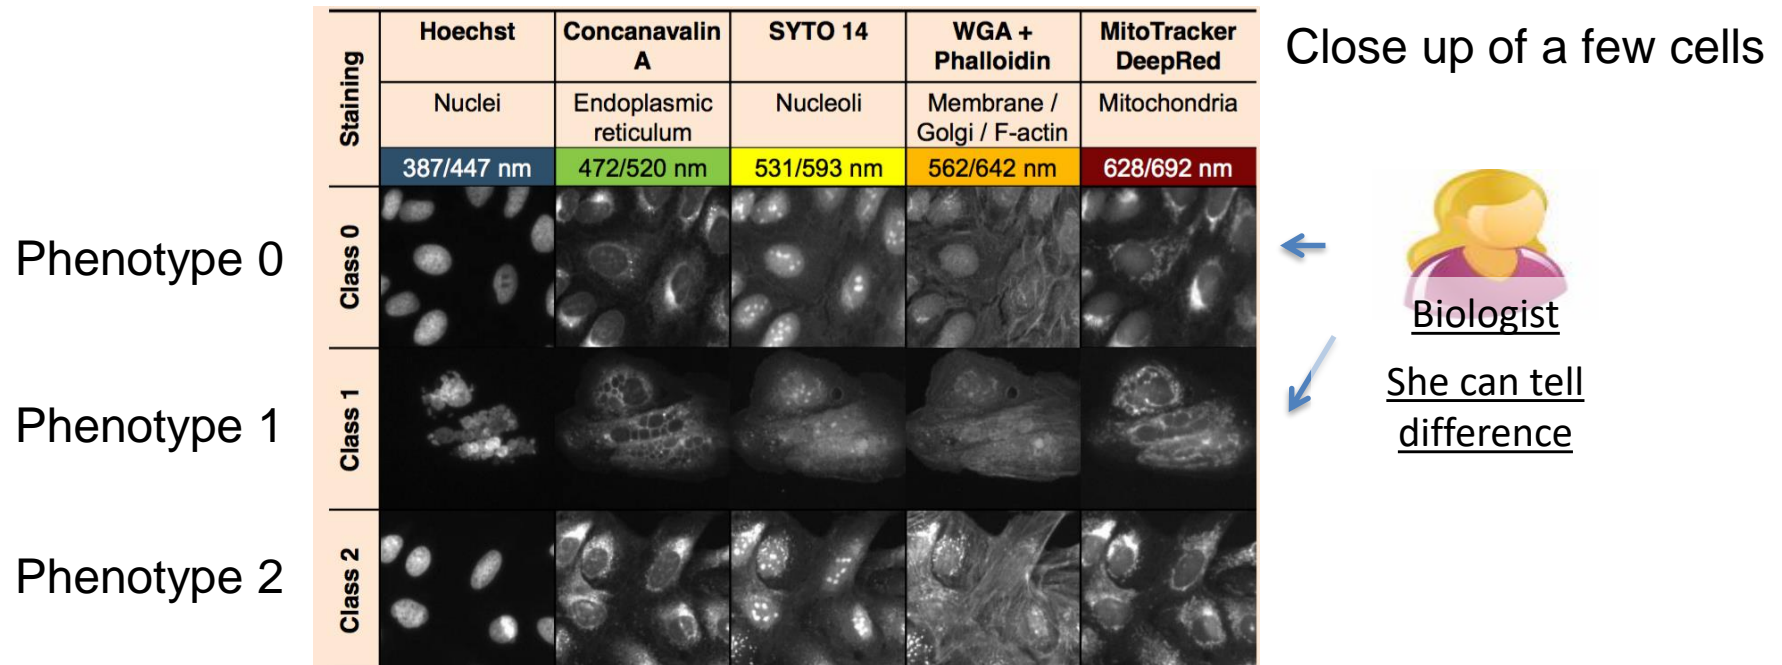 Close up of a few cells
Staining
Hoechst
Concanavalin
A
SYTO 14
WGA +
Phalloidin
MitoTracker
DeepRed
Nuclei
Endoplasmic
reticulum
Nucleoli
Membrane /
Golgi / F-actin
Mitochondria
387/447 nm
472/520 nm
531/593 nm
562/642 nm
628/692 nm
Phenotype 0
Class 0
Phenotype 1
Class 1
Phenotype 2
Class 2
Biologist
She can tell
difference